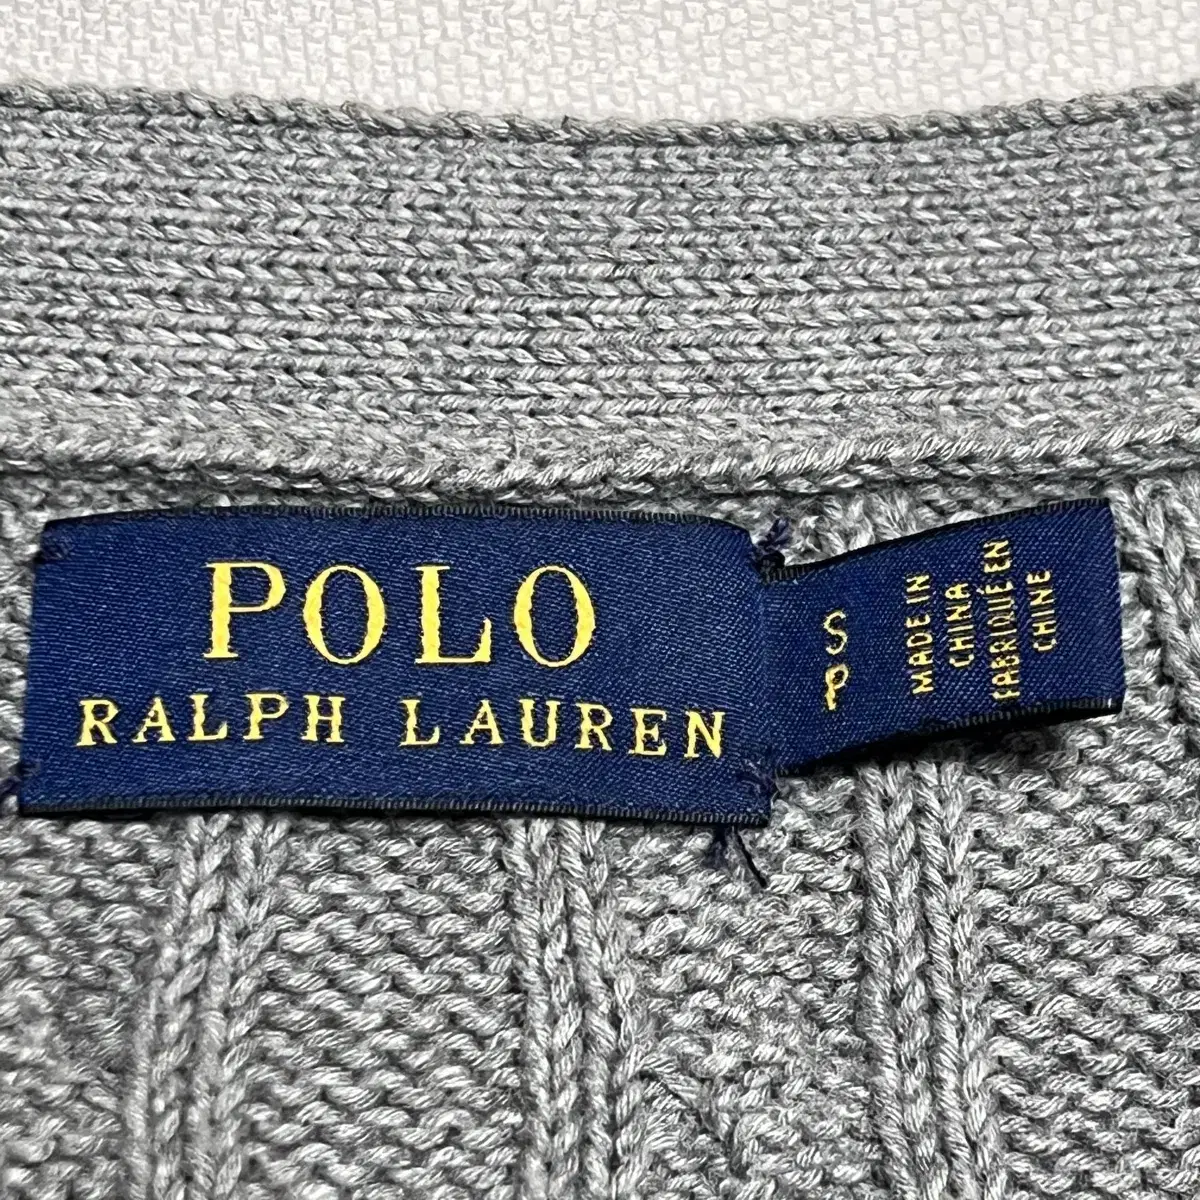 POLO
RALPH LAUREN
S
P
MADE IN
CHINA
FABRIQUÉ EN
CHINE